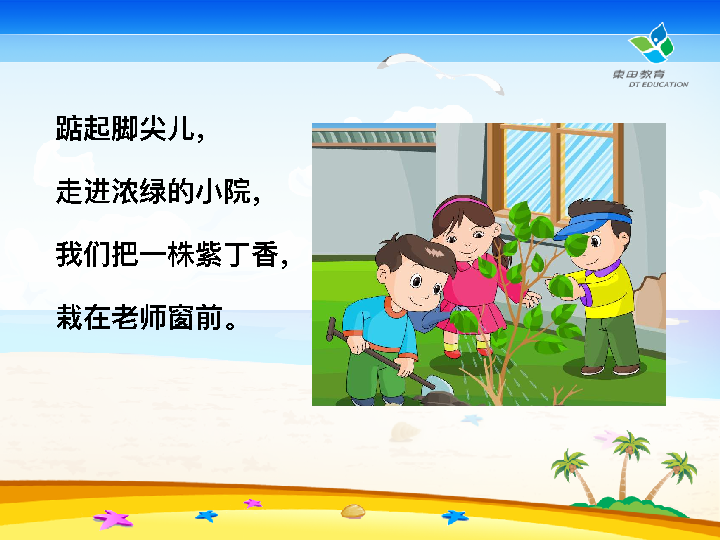 東田教育
DT EDUCATION
踮起脚尖儿,
走进浓绿的小院,
我们把一株紫丁香,
栽在老师窗前。